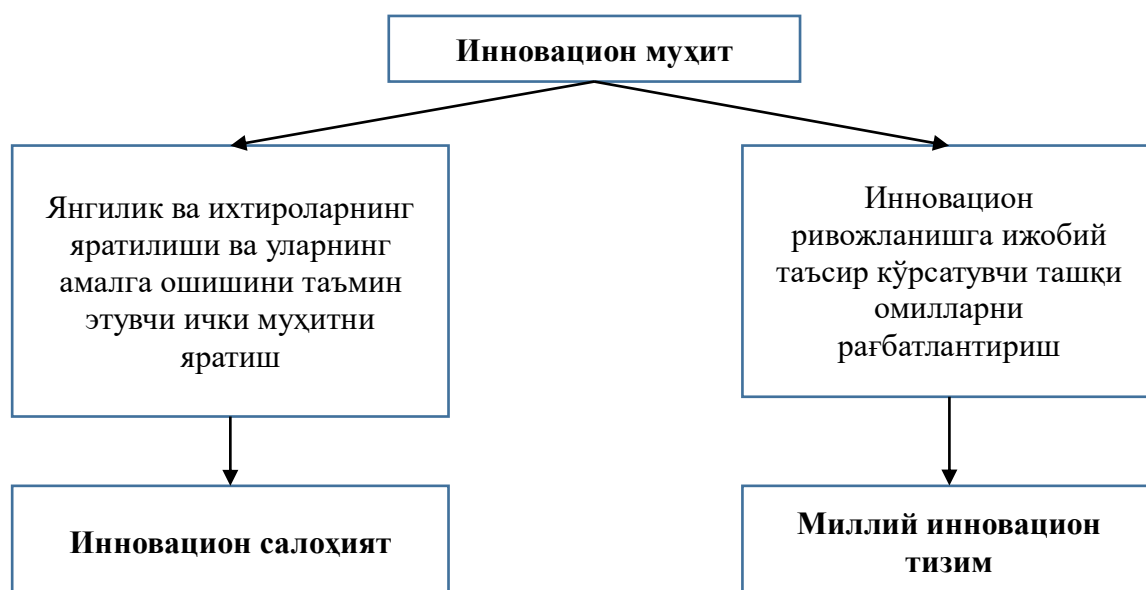 Инновацион муҳит
Янгилик ва ихтироларнинг
яратилиши ва уларнинг
амалга ошишини таъмин
этувчи ички муҳитни
яратиш
Инновацион
ривожланишга ижобий
таъсир кўрсатувчи ташқи
омилларни
рағбатлантириш
Инновацион салоҳият
Миллий инновацион
тизим